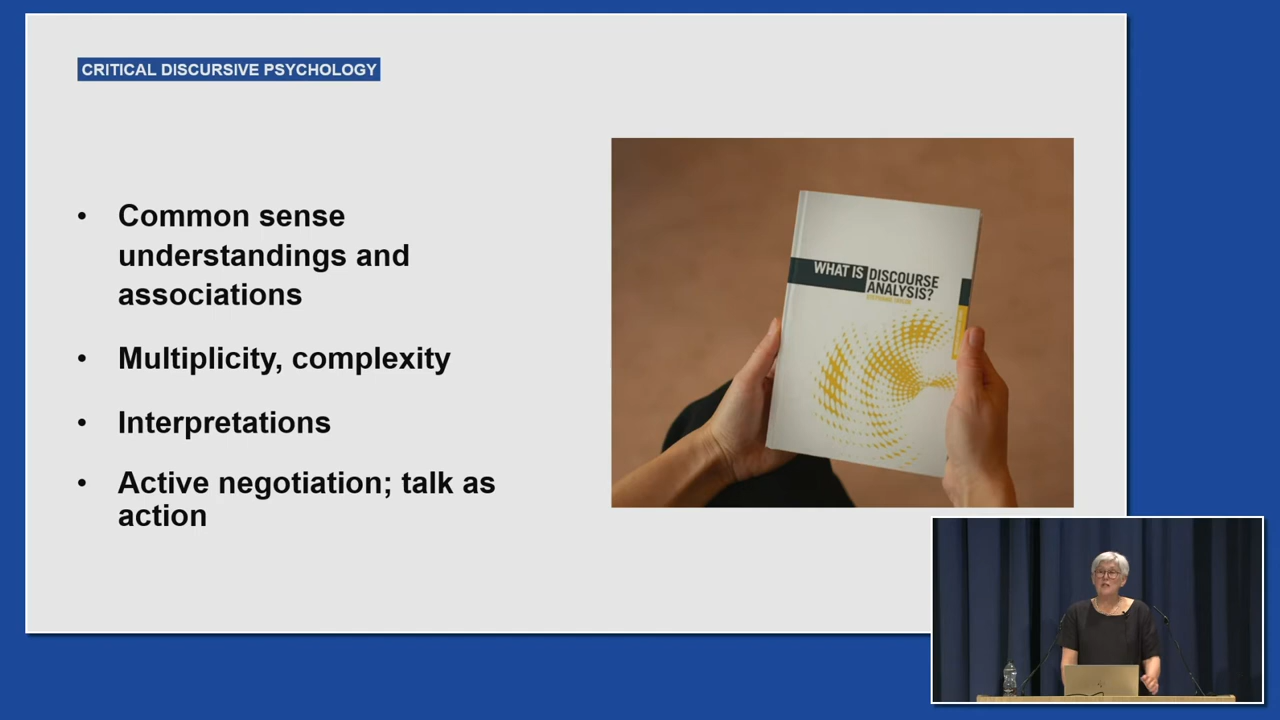 CRITICAL DISCURSIVE PSYCHOLOGY
• Common sense
understandings and
associations
• Multiplicity, complexity
• Interpretations
• Active negotiation; talk as
action
WHAT IS DISCOURSE
ANALYSIS?